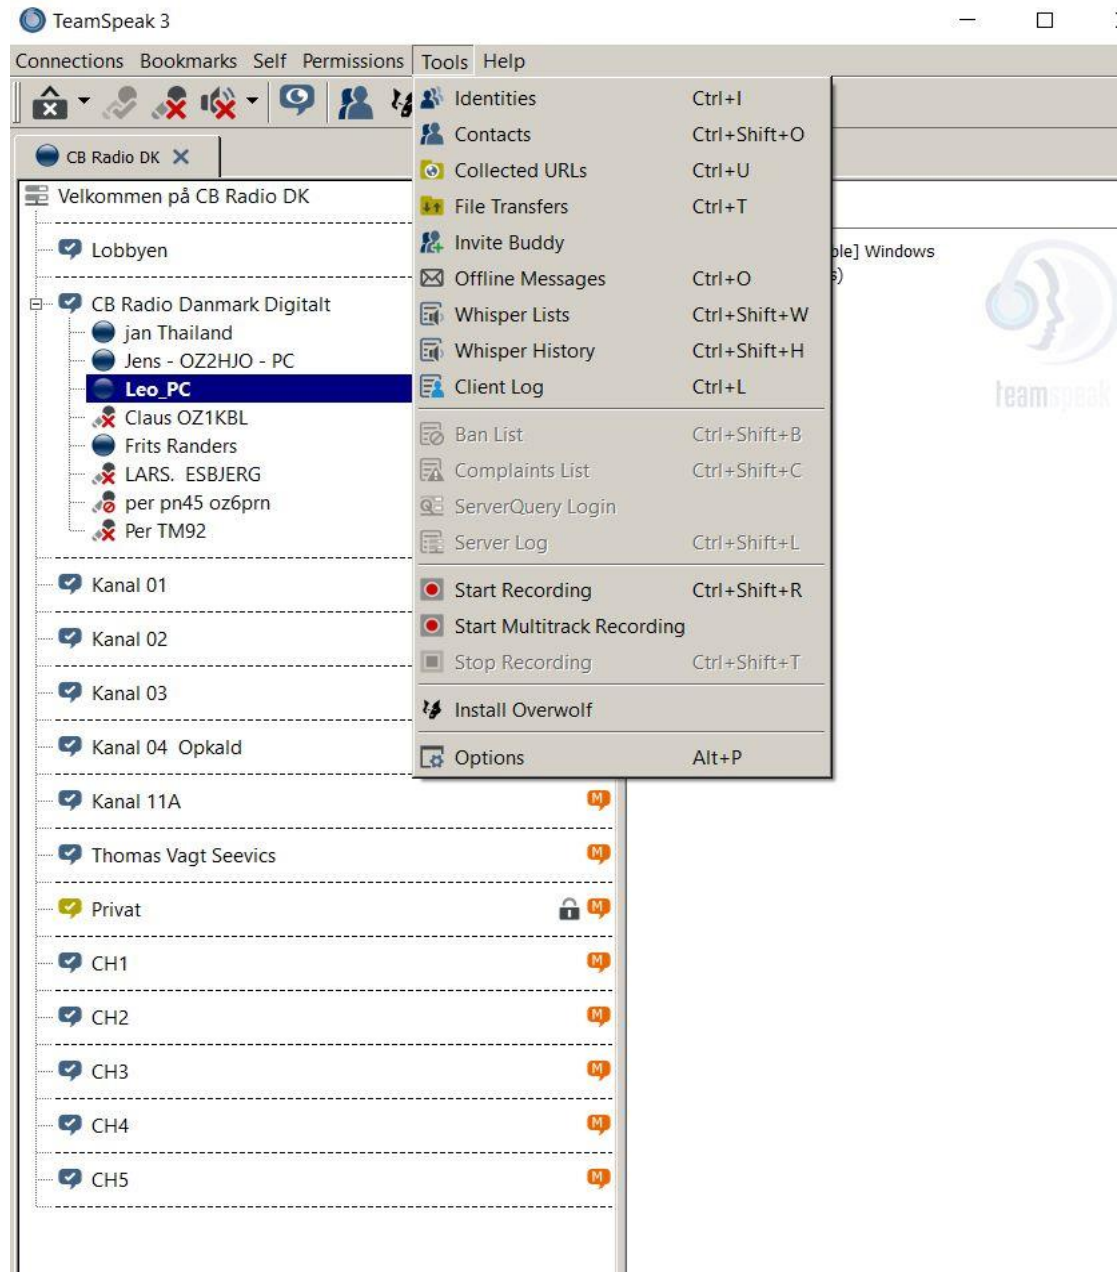 TeamSpeak 3
Connections Bookmarks Self Permissions Tools Help
CB Radio DK
Velkommen på CB Radio DK
Lobbyen
CB Radio Danmark Digitalt
jan Thailand
Jens - OZ2HJO - PC
Leo_PC
Claus OZ1KBL
Frits Randers
LARS. ESBJERG
per pn45 oz6prn
Per TM92
Kanal 01
Kanal 02
Kanal 03
Kanal 04 Opkald
Kanal 11A M
Thomas Vagt Seevics M
Privat M
CH1 M
CH2 M
CH3 M
CH4 M
CH5 M
Identities Ctrl+I
Contacts Ctrl+Shift+O
Collected URLs Ctrl+U
File Transfers Ctrl+T
Invite Buddy
Offline Messages Ctrl+O
Whisper Lists Ctrl+Shift+W
Whisper History Ctrl+Shift+H
Client Log Ctrl+L
Ban List Ctrl+Shift+B
Complaints List Ctrl+Shift+C
ServerQuery Login
Server Log Ctrl+Shift+L
Start Recording Ctrl+Shift+R
Start Multitrack Recording
Stop Recording Ctrl+Shift+T
Install Overwolf
Options Alt+P
Windows
teamspeak